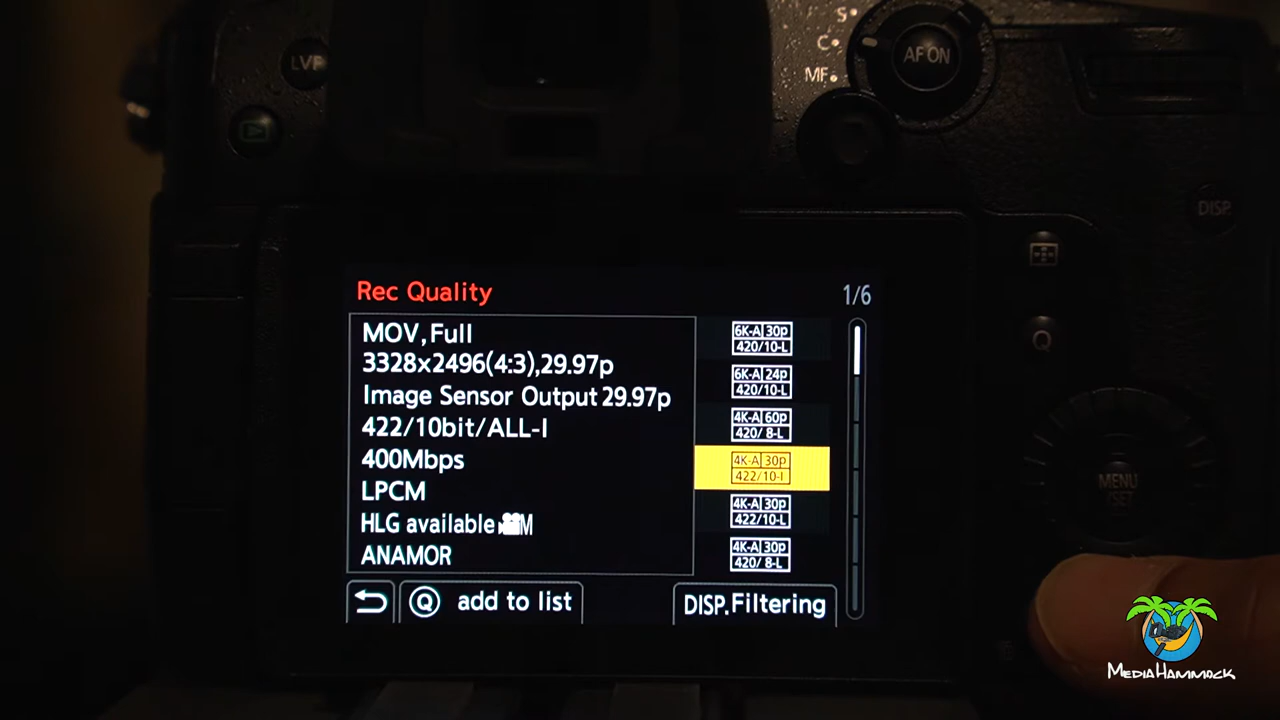 S
C
MF
AF ON
LVF
DISP.
Rec Quality
1/6
MOV,Full
3328x2496(4:3),29.97p
Image Sensor Output 29.97p
422/10bit/ALL-I
400Mbps
LPCM
HLG available M
ANAMOR
6K-A 30p
420/10-L
6K-A 24p
420/10-L
4K-A 60p
420/ 8-L
4K-A 30p
422/10-I
4K-A 30p
422/10-L
4K-A 30p
420/ 8-L
Q add to list
DISP.Filtering
Q
MENU
/SET
MEDIAHAMMOCK